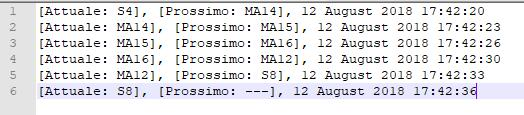 1 [Attuale: S4], [Prossimo: MA14], 12 August 2018 17:42:20
2 [Attuale: MA14], [Prossimo: MA15], 12 August 2018 17:42:23
3 [Attuale: MA15], [Prossimo: MA16], 12 August 2018 17:42:26
4 [Attuale: MA16], [Prossimo: MA12], 12 August 2018 17:42:30
5 [Attuale: MA12], [Prossimo: S8], 12 August 2018 17:42:33
6 [Attuale: S8], [Prossimo: ---], 12 August 2018 17:42:36